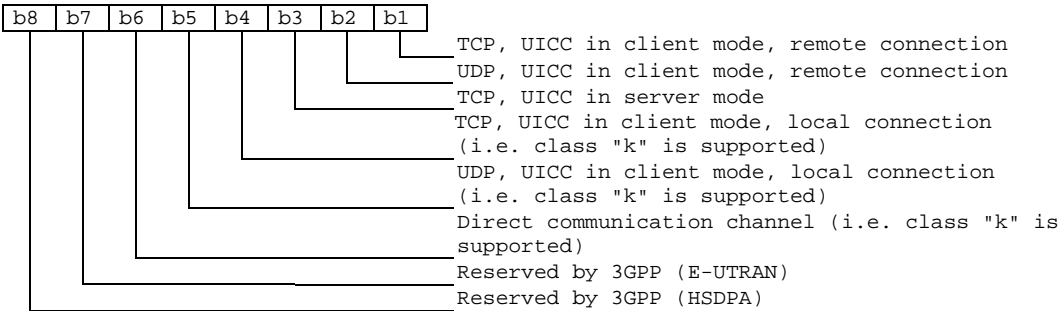 b8 b7 b6 b5 b4 b3 b2 b1
TCP, UICC in client mode, remote connection
UDP, UICC in client mode, remote connection
TCP, UICC in server mode
TCP, UICC in client mode, local connection
(i.e. class "k" is supported)
UDP, UICC in client mode, local connection
(i.e. class "k" is supported)
Direct communication channel (i.e. class "k" is
supported)
Reserved by 3GPP (E-UTRAN)
Reserved by 3GPP (HSDPA)